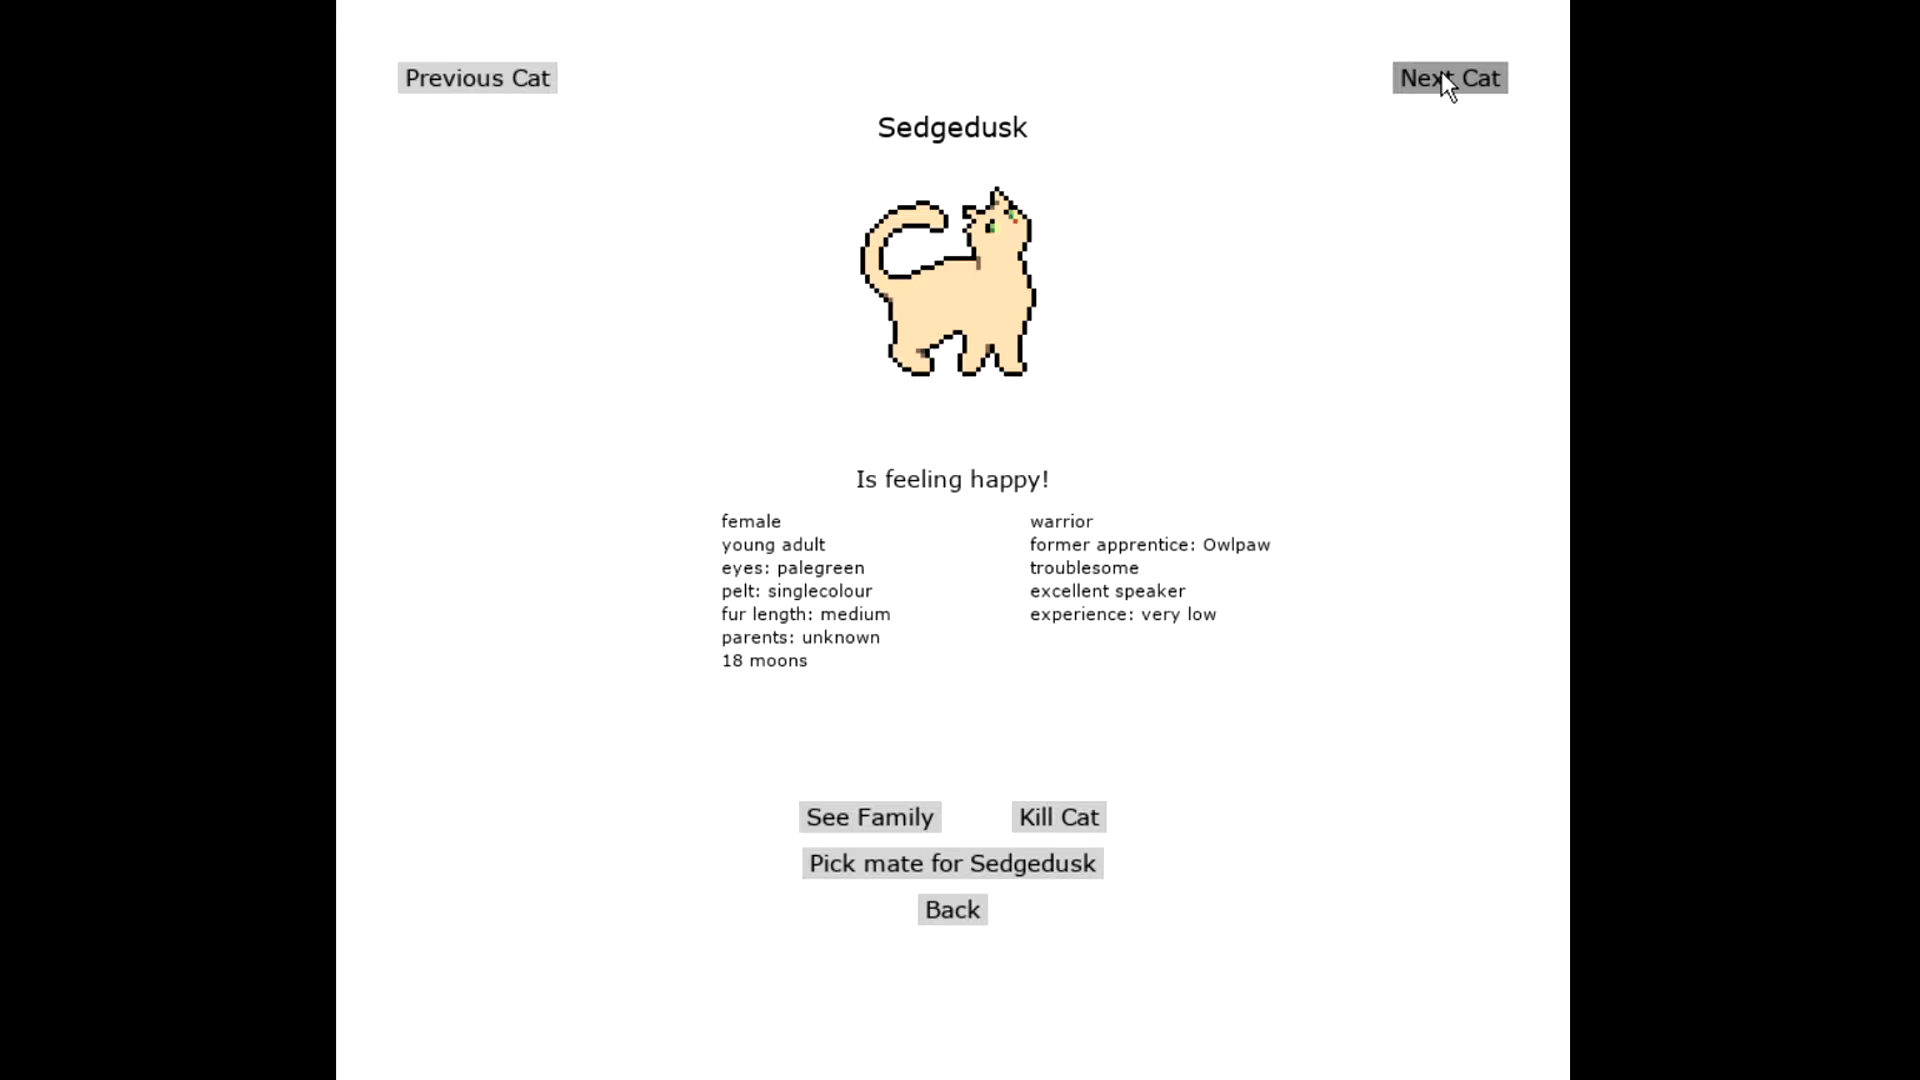 Previous Cat
Next Cat
Sedgedusk
Is feeling happy!
female
young adult
eyes: palegreen
pelt: singlecolour
fur length: medium
parents: unknown
18 moons
warrior
former apprentice: Owlpaw
troublesome
excellent speaker
experience: very low
See Family
Kill Cat
Pick mate for Sedgedusk
Back